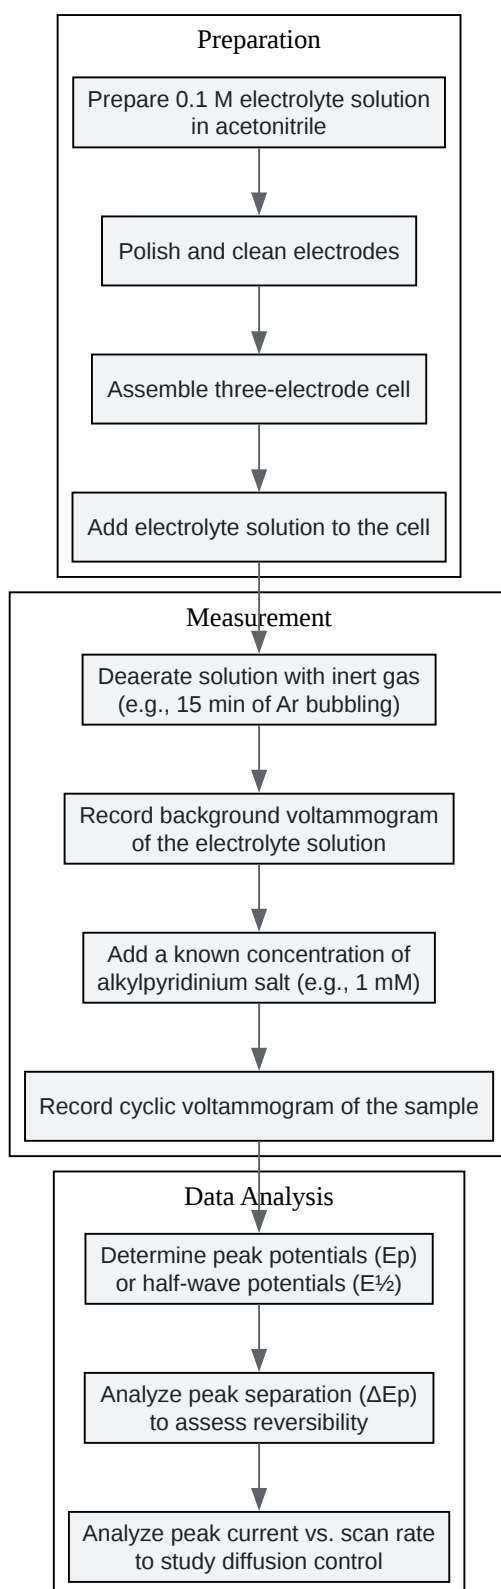 Preparation
Prepare 0.1 M electrolyte solution
in acetonitrile
Polish and clean electrodes
Assemble three-electrode cell
Add electrolyte solution to the cell
Measurement
Deaerate solution with inert gas
(e.g., 15 min of Ar bubbling)
Record background voltammogram
of the electrolyte solution
Add a known concentration of
alkylpyridinium salt (e.g., 1 mM)
Record cyclic voltammogram of the sample
Data Analysis
Determine peak potentials (Ep)
or half-wave potentials (E½)
Analyze peak separation (ΔEp)
to assess reversibility
Analyze peak current vs. scan rate
to study diffusion control